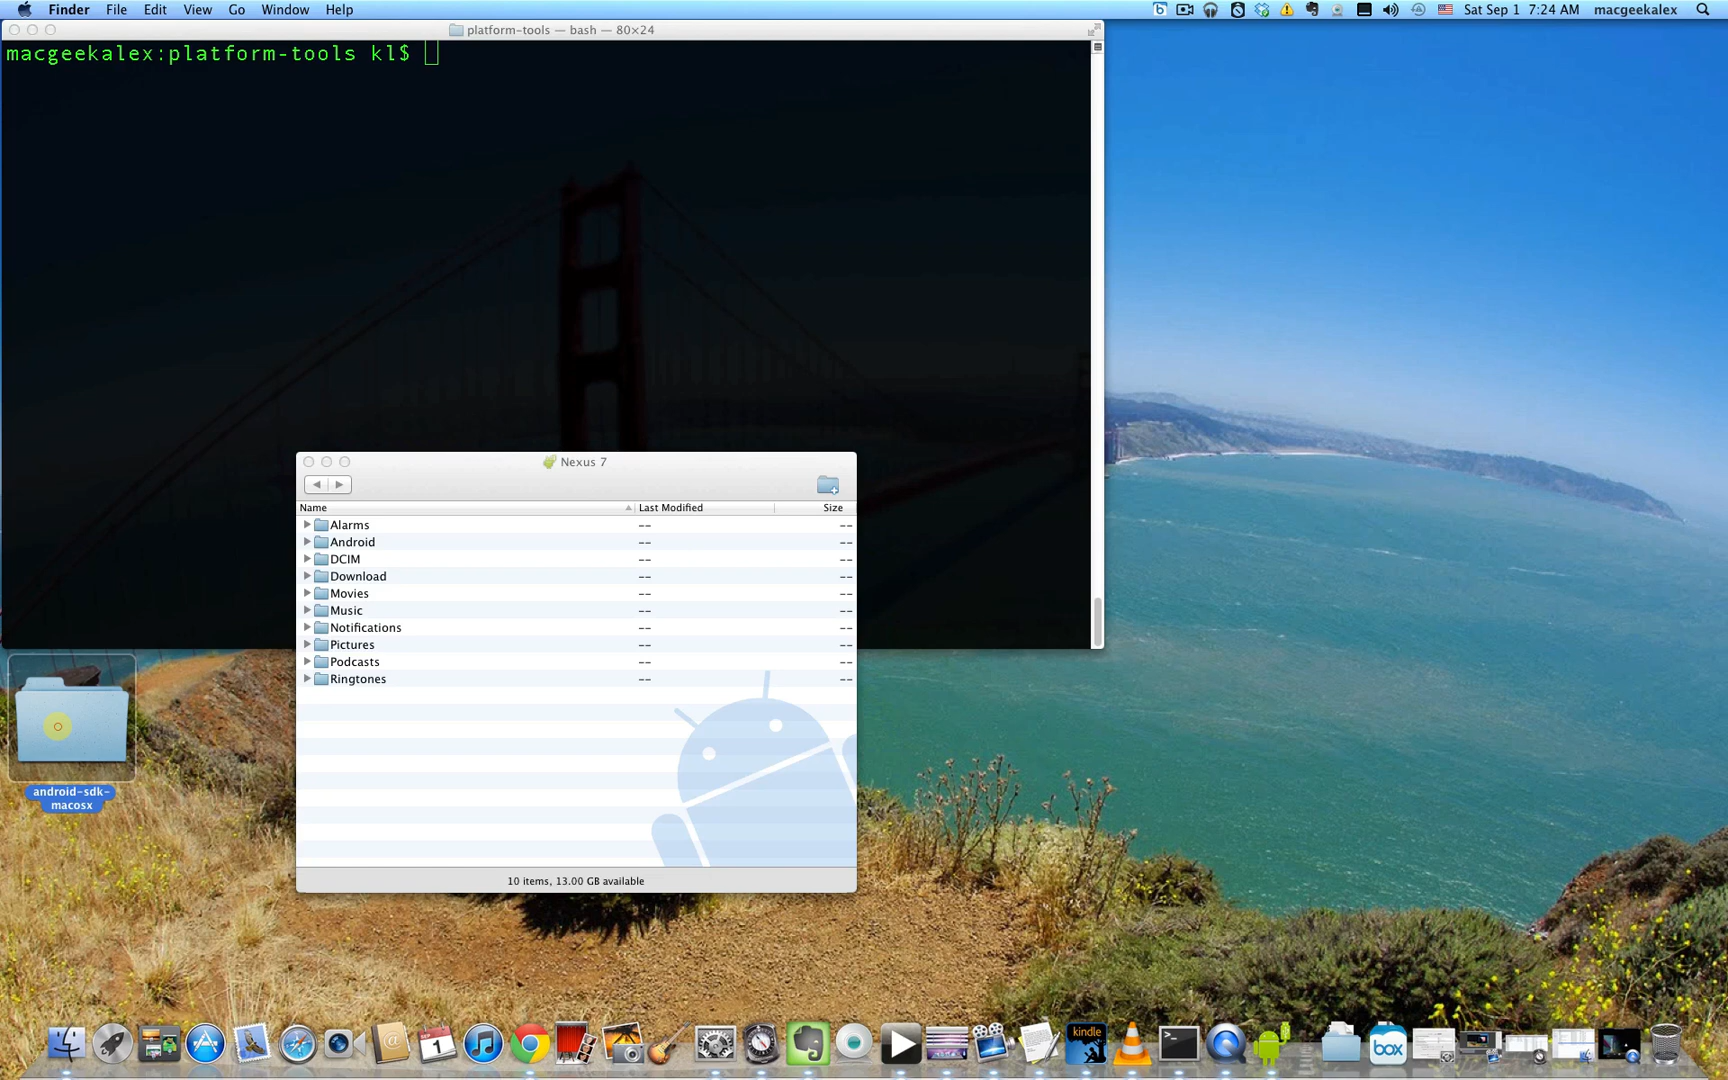 Finder File Edit View Go Window Help
Sat Sep 1 7:24 AM macgeekalex
platform-tools — bash — 80×24
macgeekalex:platform-tools kl$
Nexus 7
Name Last Modified Size
Alarms -- --
Android -- --
DCIM -- --
Download -- --
Movies -- --
Music -- --
Notifications -- --
Pictures -- --
Podcasts -- --
Ringtones -- --
10 items, 13.00 GB available
android-sdk-
macosx
SEP
1
kindle
box